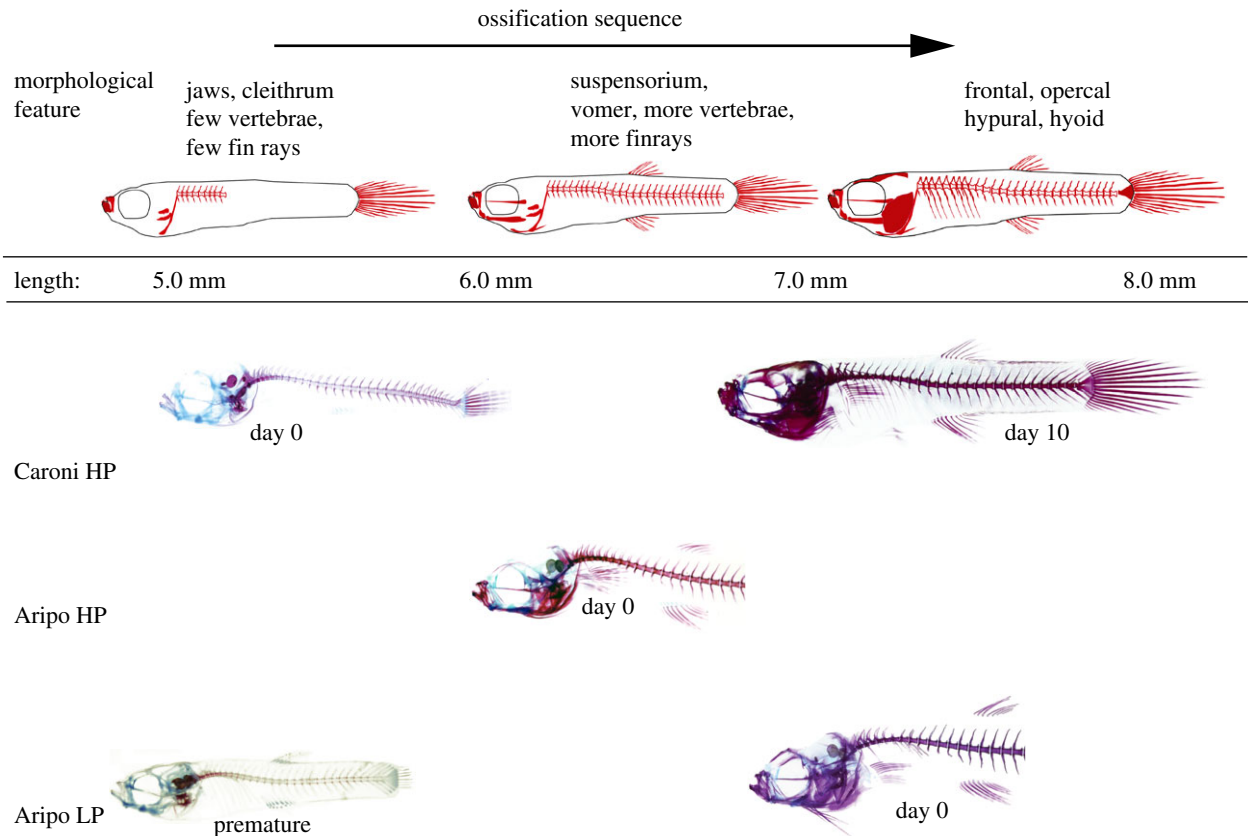 ossification sequence
morphological
feature
jaws, cleithrum
few vertebrae,
few fin rays
suspensorium,
vomer, more vertebrae,
more finrays
frontal, opercal
hypural, hyoid
length:
5.0 mm
6.0 mm
7.0 mm
8.0 mm
day 0
day 10
Caroni HP
day 0
Aripo HP
premature
day 0
Aripo LP